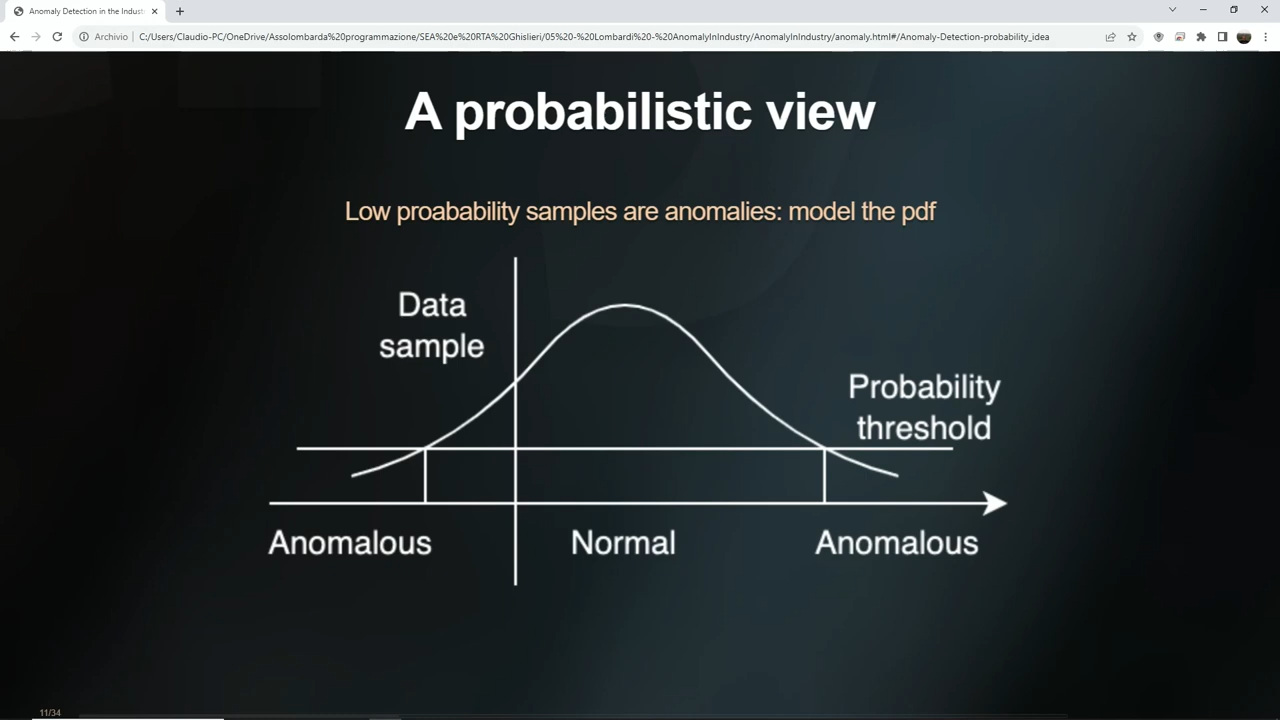 Anomaly Detection in the Indust
Archivio
C:/Users/Claudio-PC/OneDrive/Assolombarda%20programmazione/SEA%20e%20RTA%20Ghislieri/05%20-%20Lombardi%20-%20AnomalyInIndustry/AnomalyInIndustry/anomaly.html#/Anomaly-Detection-probability_idea
A probabilistic view
Low proabability samples are anomalies: model the pdf
Data
sample
Probability
threshold
Anomalous
Normal
Anomalous
11/34